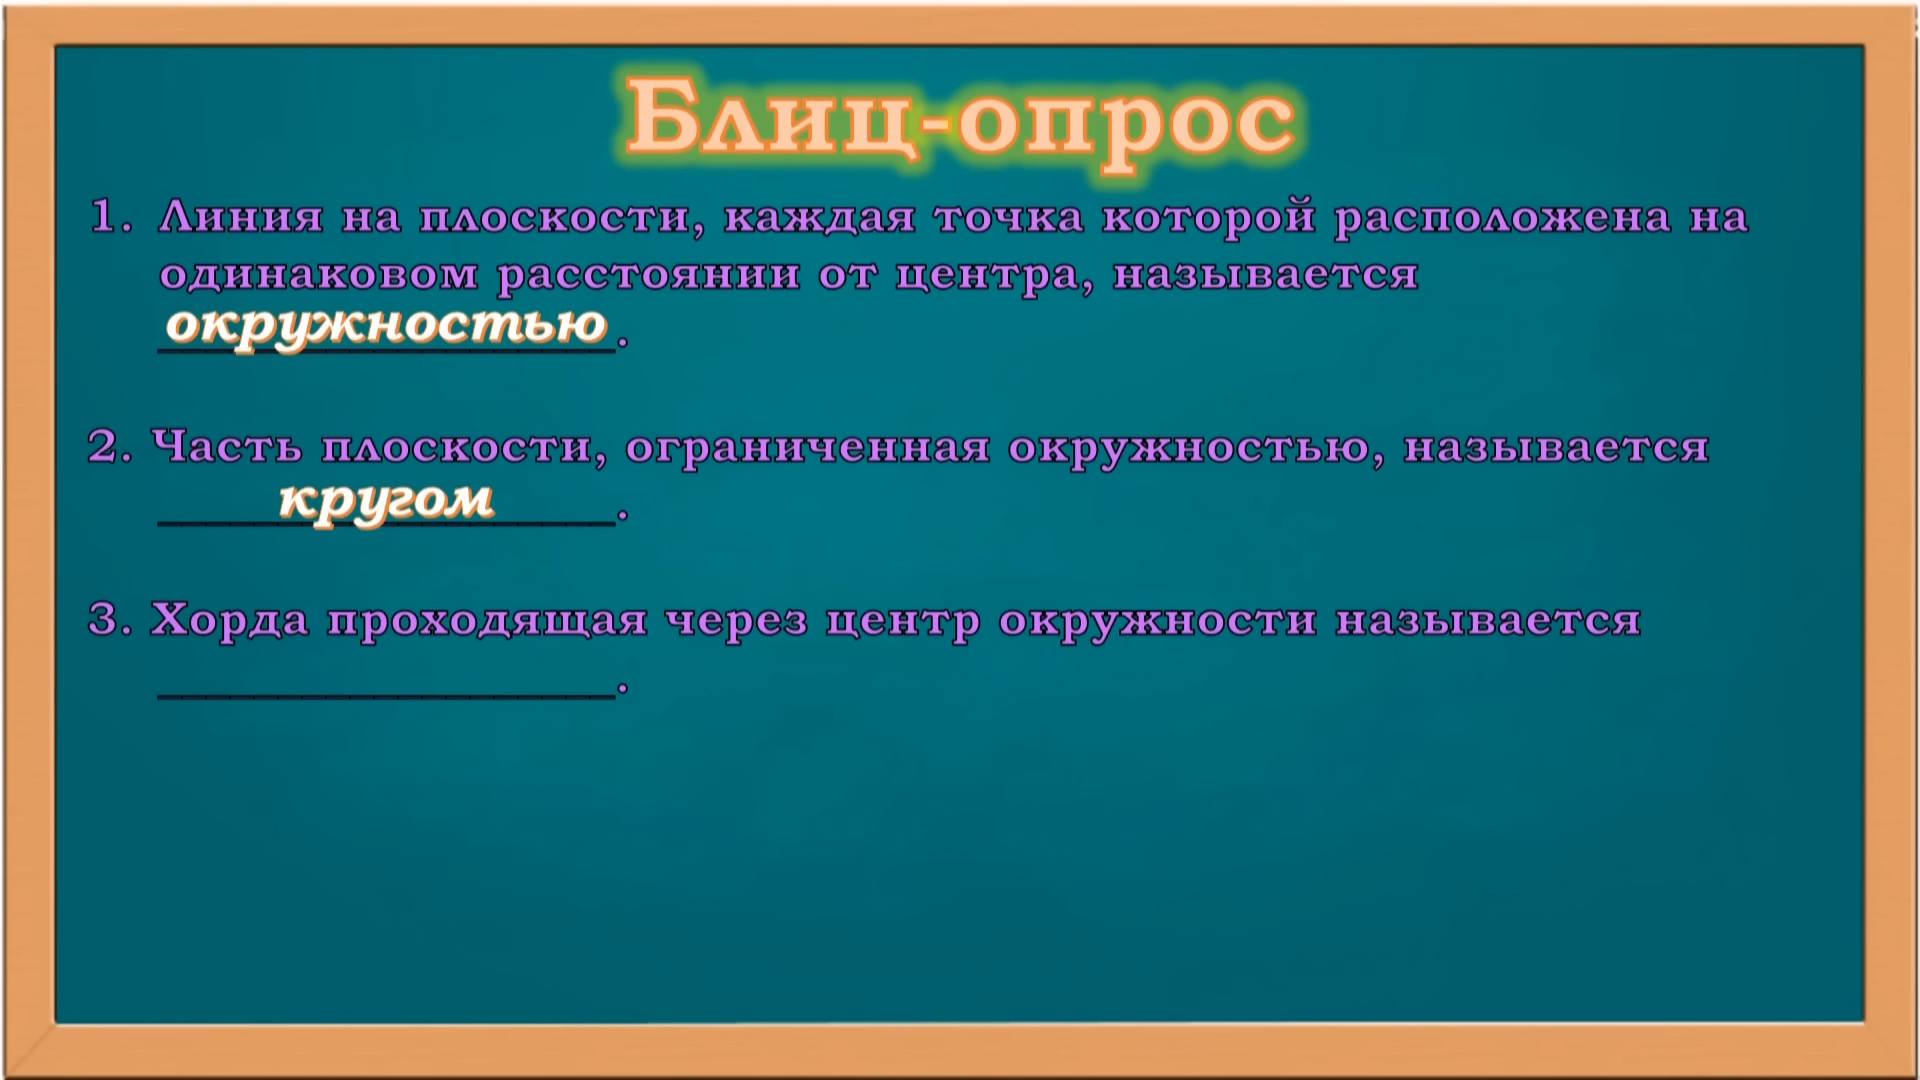 Блиц-опрос
1. Линия на плоскости, каждая точка которой расположена на
одинаковом расстоянии от центра, называется
окружностью.
2. Часть плоскости, ограниченная окружностью, называется
кругом.
3. Хорда проходящая через центр окружности называется
___________________.